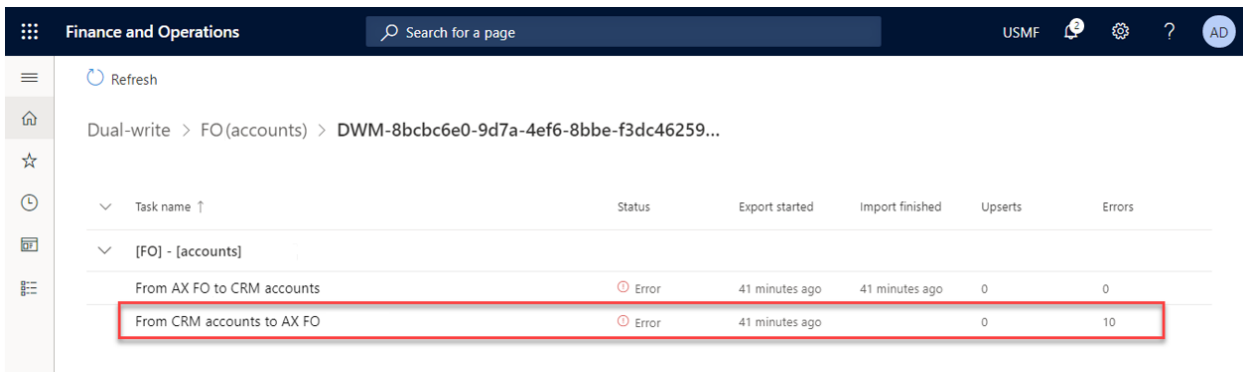 Finance and Operations Search for a page USMF 2 ? AD
Refresh
Dual-write > FO (accounts) > DWM-8bcbc6e0-9d7a-4ef6-8bbe-f3dc46259...
Task name ↑ Status Export started Import finished Upserts Errors
[FO] - [accounts]
From AX FO to CRM accounts Error 41 minutes ago 41 minutes ago 0 0
From CRM accounts to AX FO Error 41 minutes ago 0 10